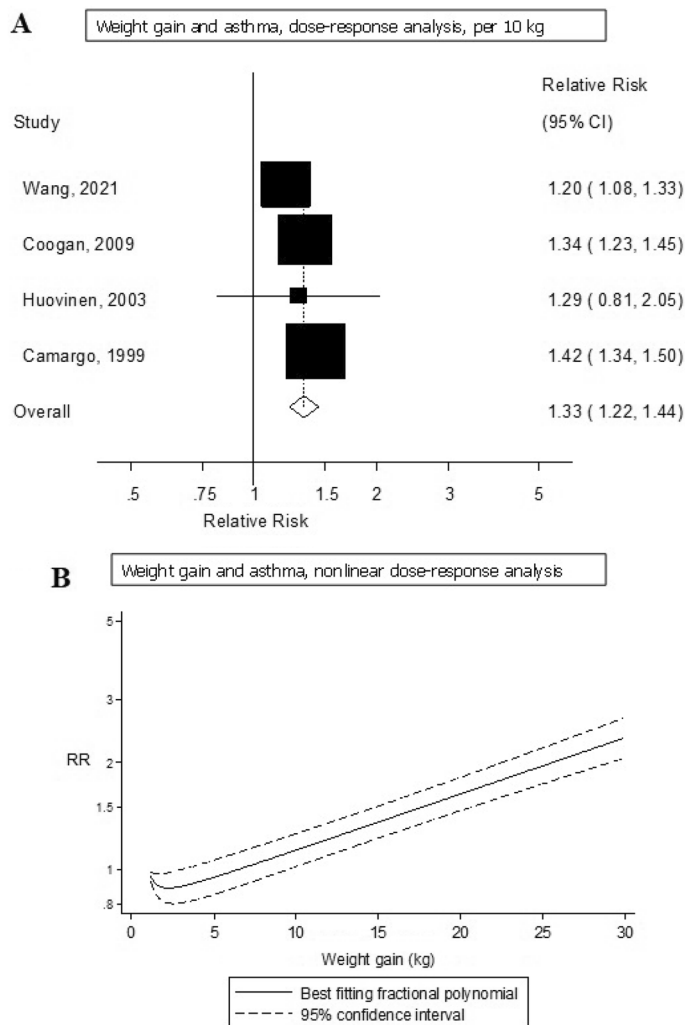 A
Weight gain and asthma, dose-response analysis, per 10 kg
Relative Risk
Study
(95% CI)
Wang, 2021
1.20 ( 1.08, 1.33)
Coogan, 2009
1.34 ( 1.23, 1.45)
Huovinen, 2003
1.29 ( 0.81, 2.05)
Camargo, 1999
1.42 ( 1.34, 1.50)
Overall
1.33 ( 1.22, 1.44)
.5 .75 1 1.5 2 3 5
Relative Risk
B
Weight gain and asthma, nonlinear dose-response analysis
5
3
RR
2
1.5
1
.8
0 5 10 15 20 25 30
Weight gain (kg)
Best fitting fractional polynomial
95% confidence interval